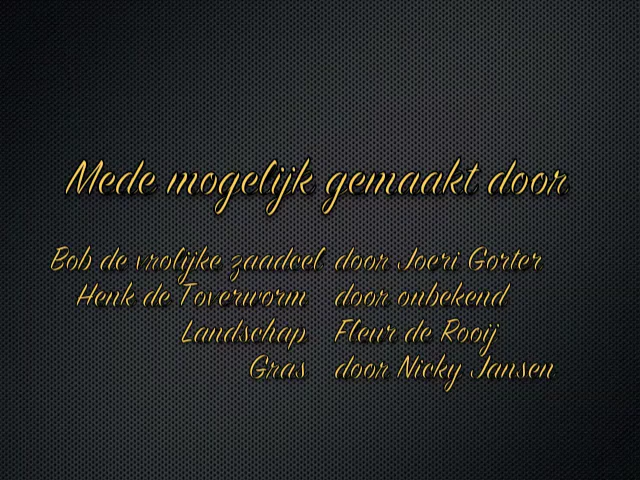 Mede mogelijk gemaakt door
Bob de vrolijke zaadcel door Joeri Gorter
Henk de Toverworm door onbekend
Landschap Fleur de Rooij
Gras door Nicky Jansen